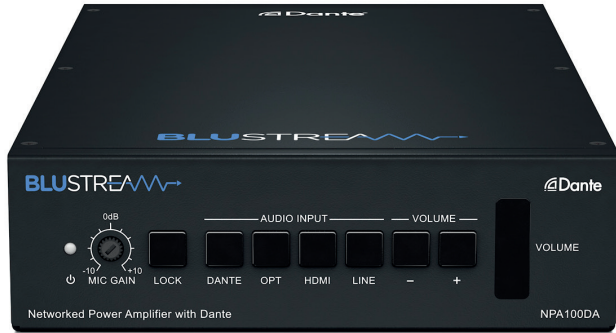 Dante
BLUSTREAM
BLUSTREAM
Dante
0dB
AUDIO INPUT
VOLUME
-10
+10
MIC GAIN
LOCK
DANTE
OPT
HDMI
LINE
−
+
VOLUME
Networked Power Amplifier with Dante
NPA100DA